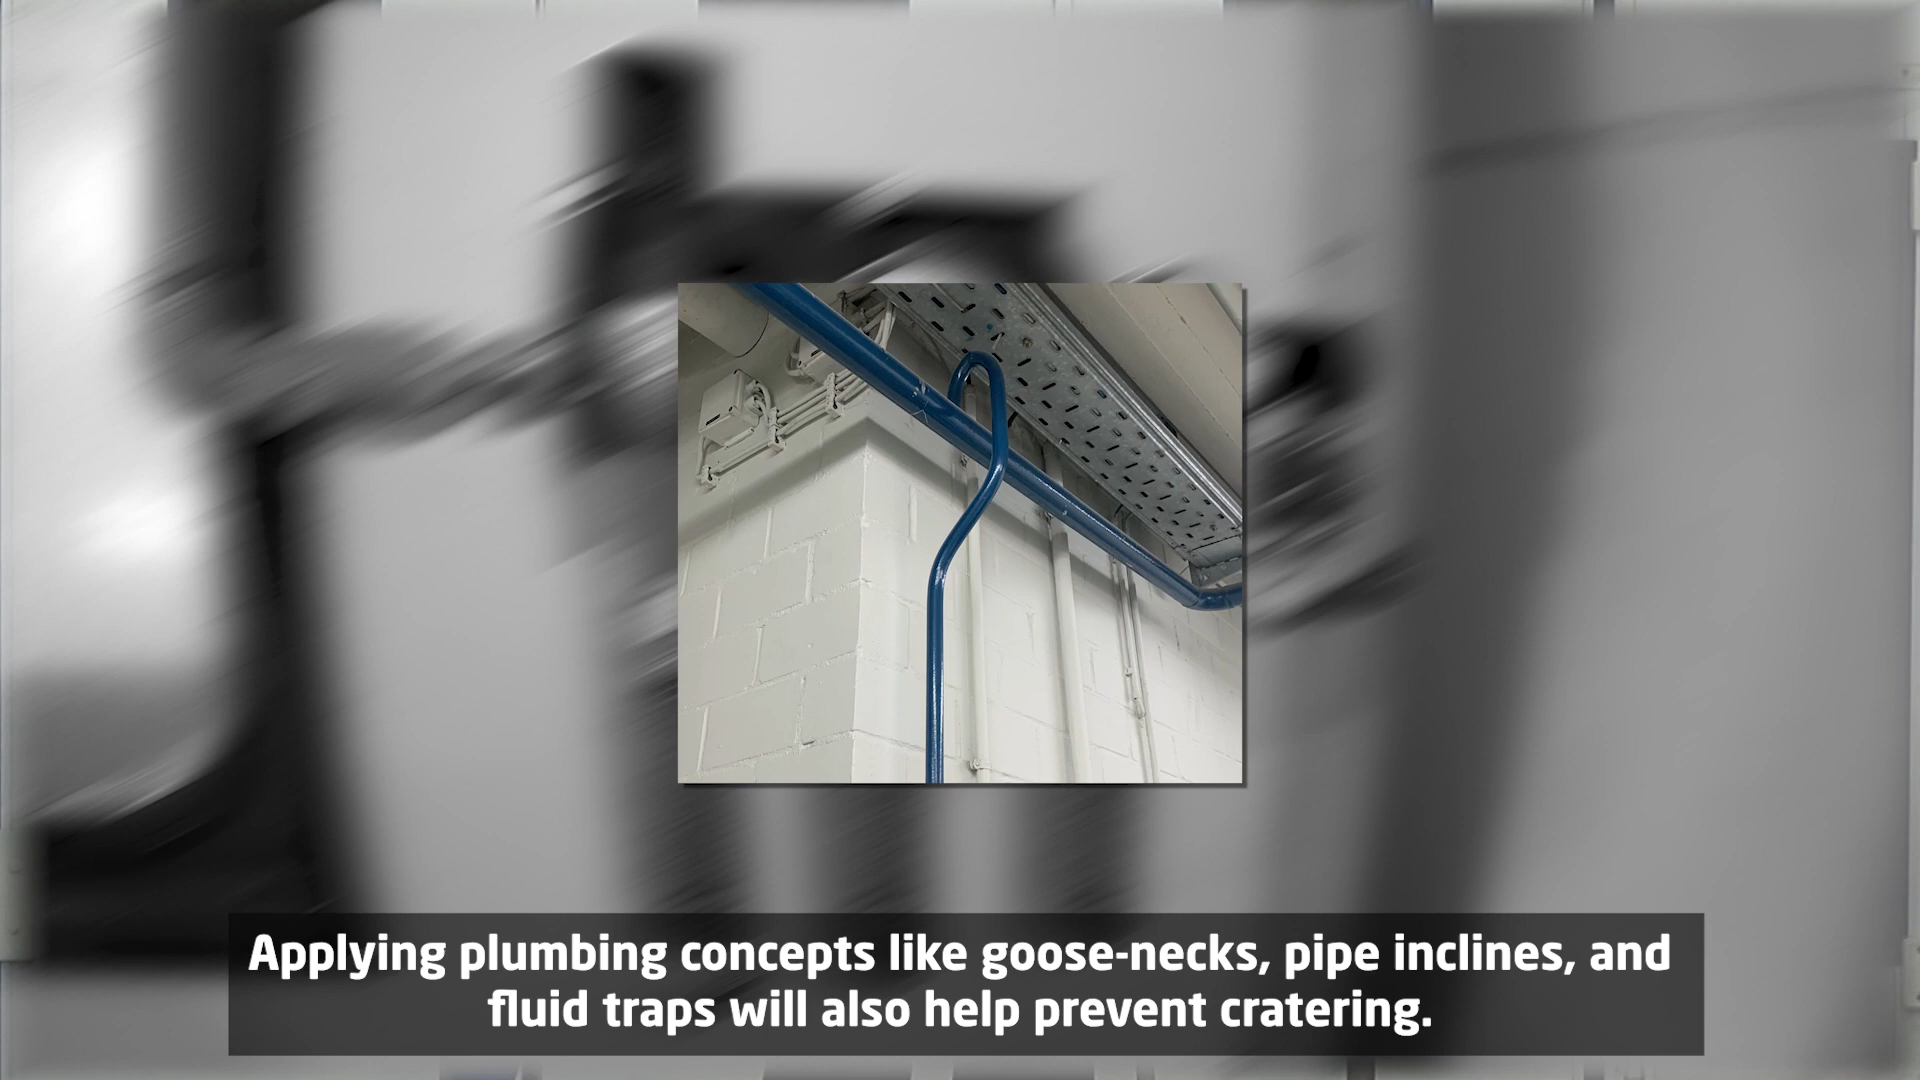 Applying plumbing concepts like goose-necks, pipe inclines, and
fluid traps will also help prevent cratering.